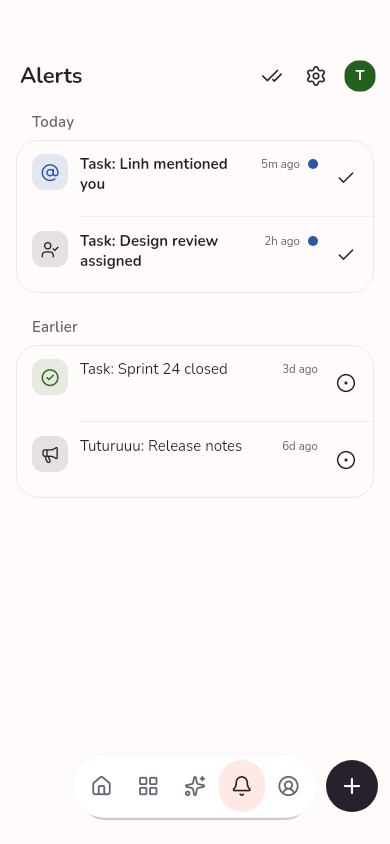 Alerts
T
Today
Task: Linh mentioned
you
5m ago
Task: Design review
assigned
2h ago
Earlier
Task: Sprint 24 closed
3d ago
Tuturuuu: Release notes
6d ago